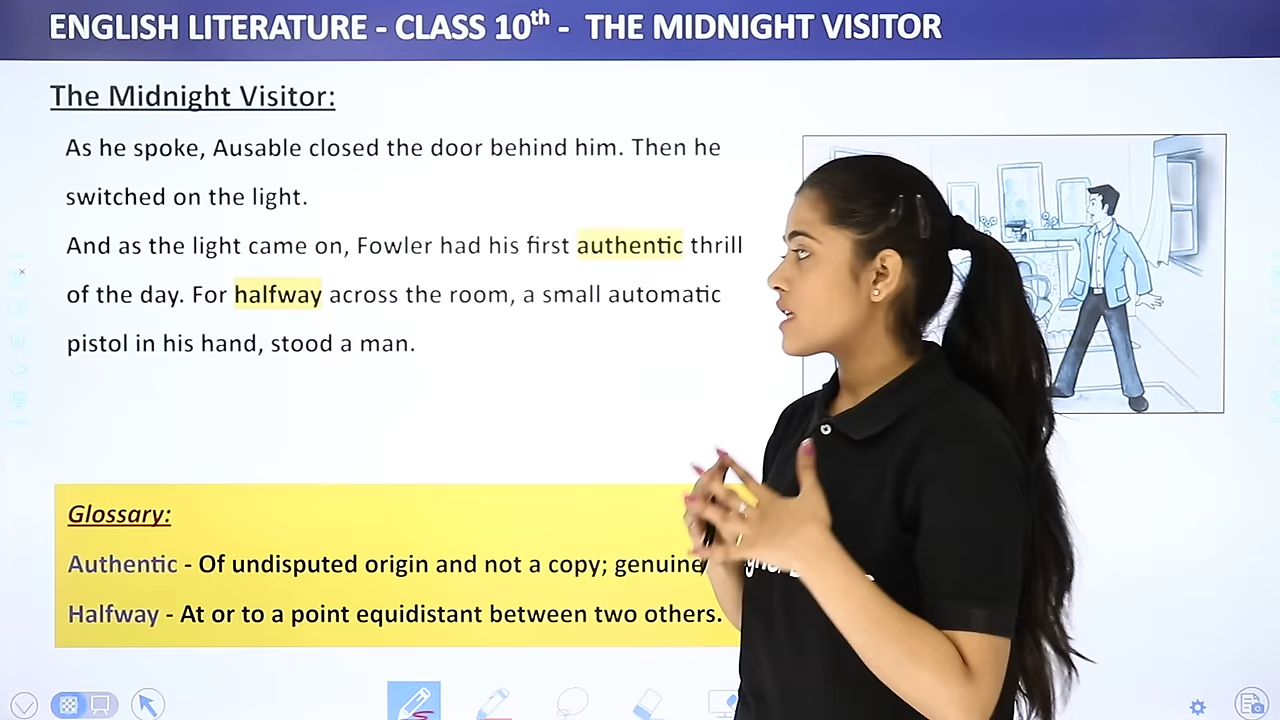 ENGLISH LITERATURE - CLASS 10th - THE MIDNIGHT VISITOR
The Midnight Visitor:
As he spoke, Ausable closed the door behind him. Then he
switched on the light.
And as the light came on, Fowler had his first authentic thrill
of the day. For halfway across the room, a small automatic
pistol in his hand, stood a man.
Glossary:
Authentic - Of undisputed origin and not a copy; genuine
Halfway - At or to a point equidistant between two others.